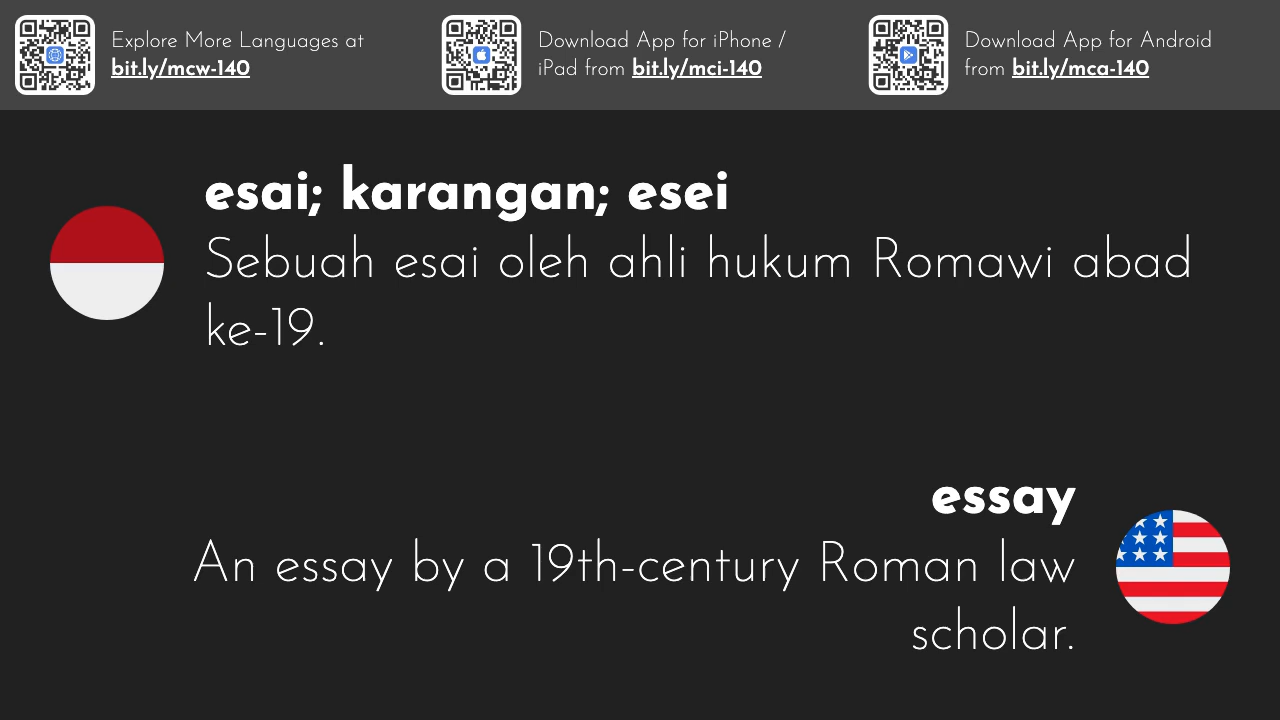 Explore More Languages at
bit.ly/mcw-140
Download App for iPhone /
iPad from bit.ly/mci-140
Download App for Android
from bit.ly/mca-140
esai; karangan; esei
Sebuah esai oleh ahli hukum Romawi abad
ke-19.
essay
An essay by a 19th-century Roman law
scholar.